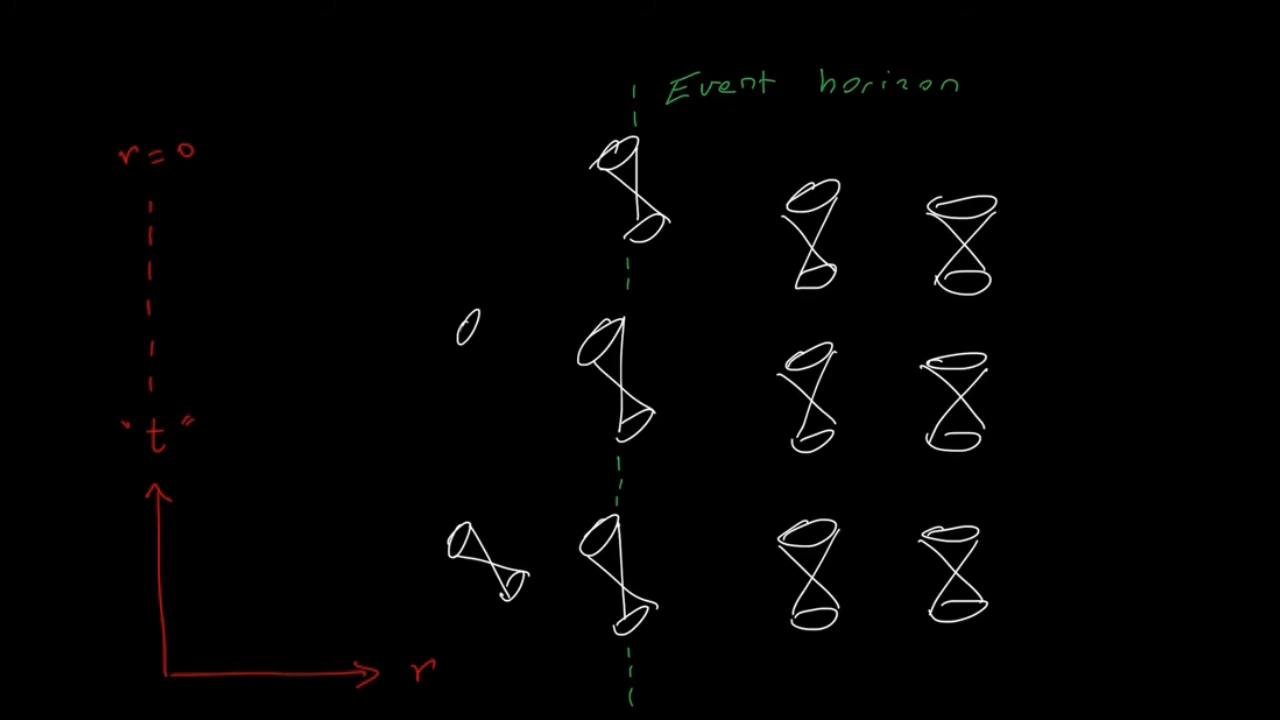 Event horizon
r = 0
"t"
r